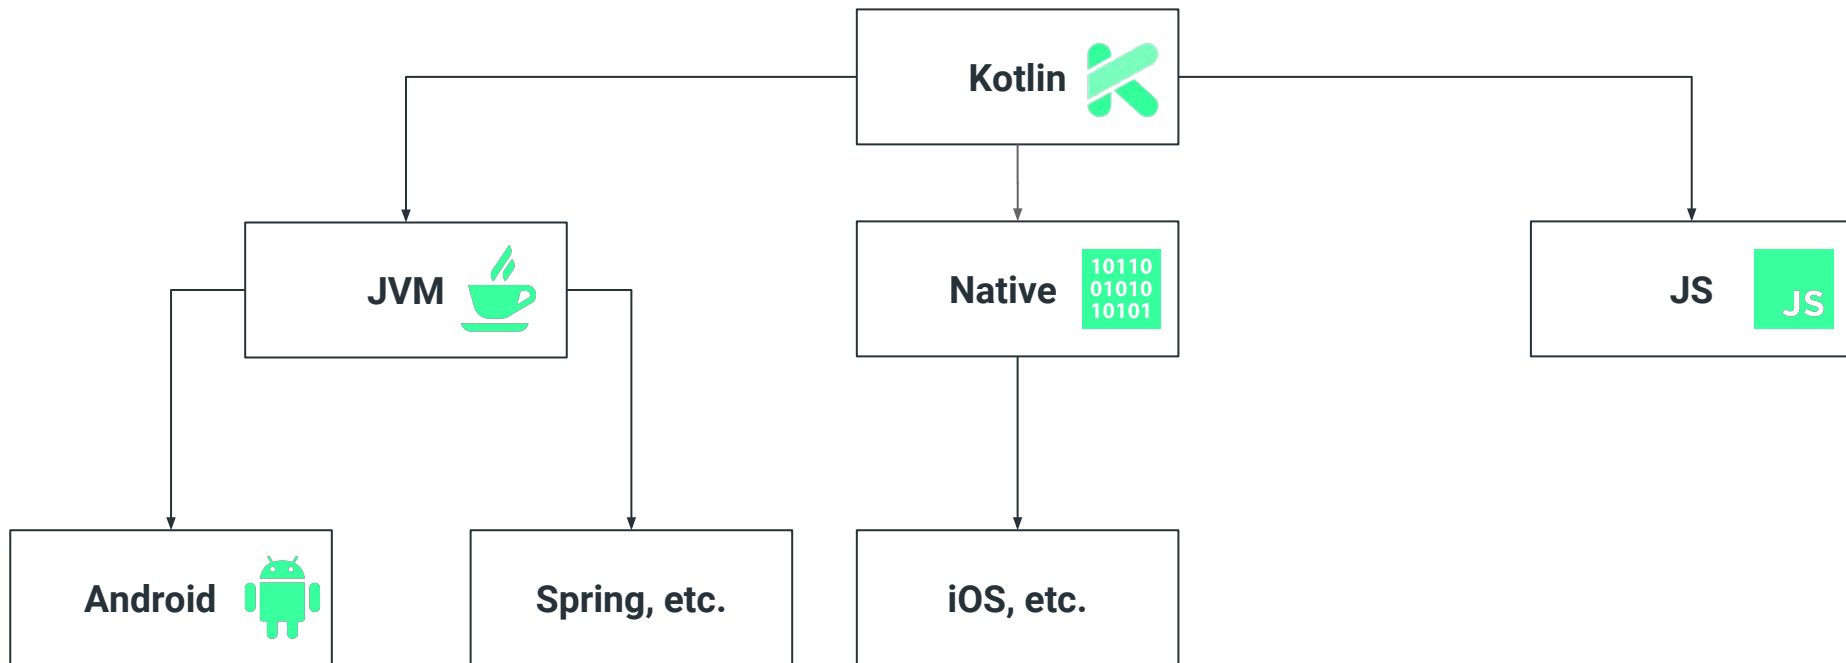 Kotlin
JVM
Native
10110
01010
10101
JS
JS
Android
Spring, etc.
iOS, etc.